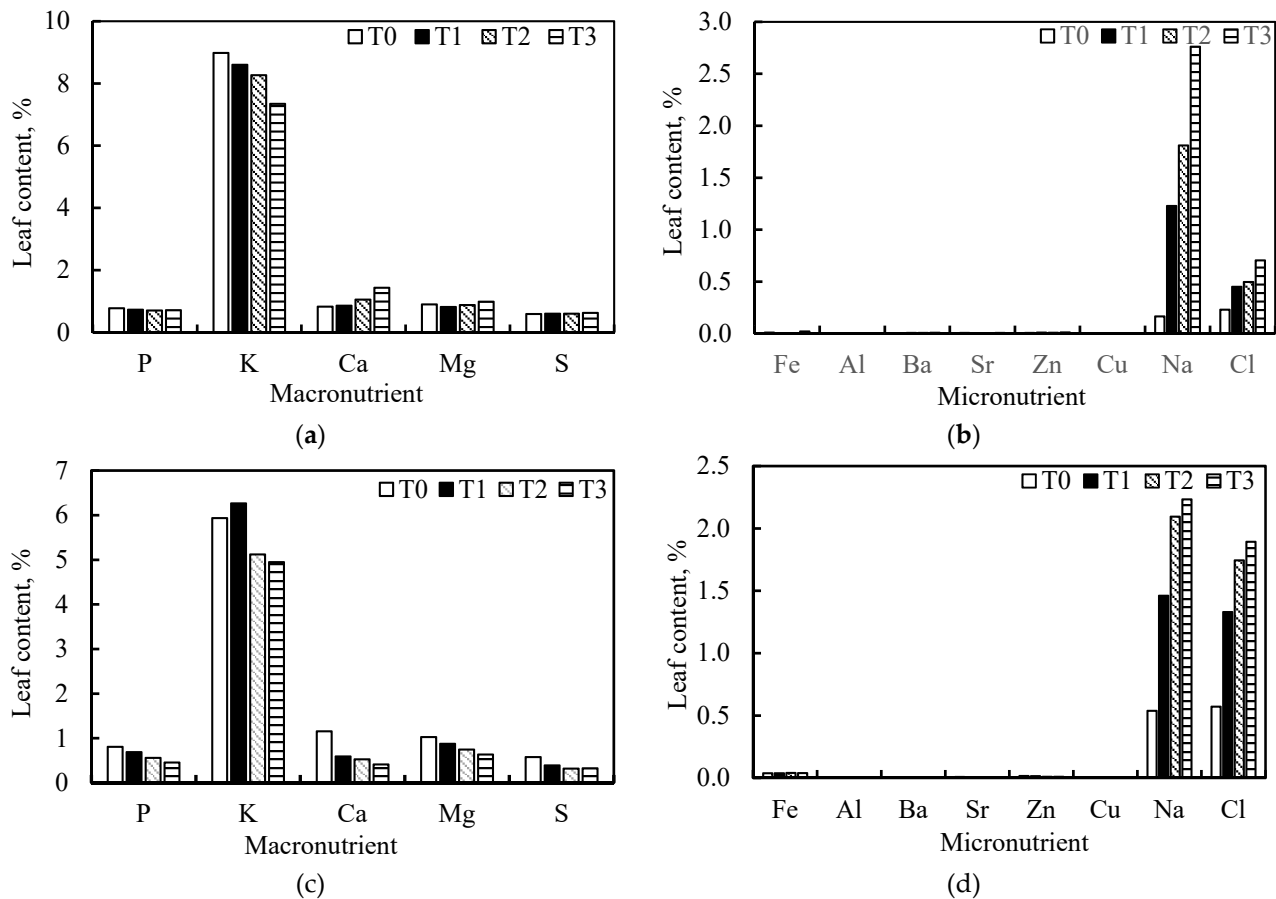 10
8
6
4
2
0
Leaf content, %
T0 T1 T2 T3
P K Ca Mg S
Macronutrient
(a)
3.0
2.5
2.0
1.5
1.0
0.5
0.0
Leaf content, %
T0 T1 T2 T3
Fe Al Ba Sr Zn Cu Na Cl
Micronutrient
(b)
7
6
5
4
3
2
1
0
Leaf content, %
T0 T1 T2 T3
P K Ca Mg S
Macronutrient
(c)
2.5
2.0
1.5
1.0
0.5
0.0
Leaf content, %
T0 T1 T2 T3
Fe Al Ba Sr Zn Cu Na Cl
Micronutrient
(d)